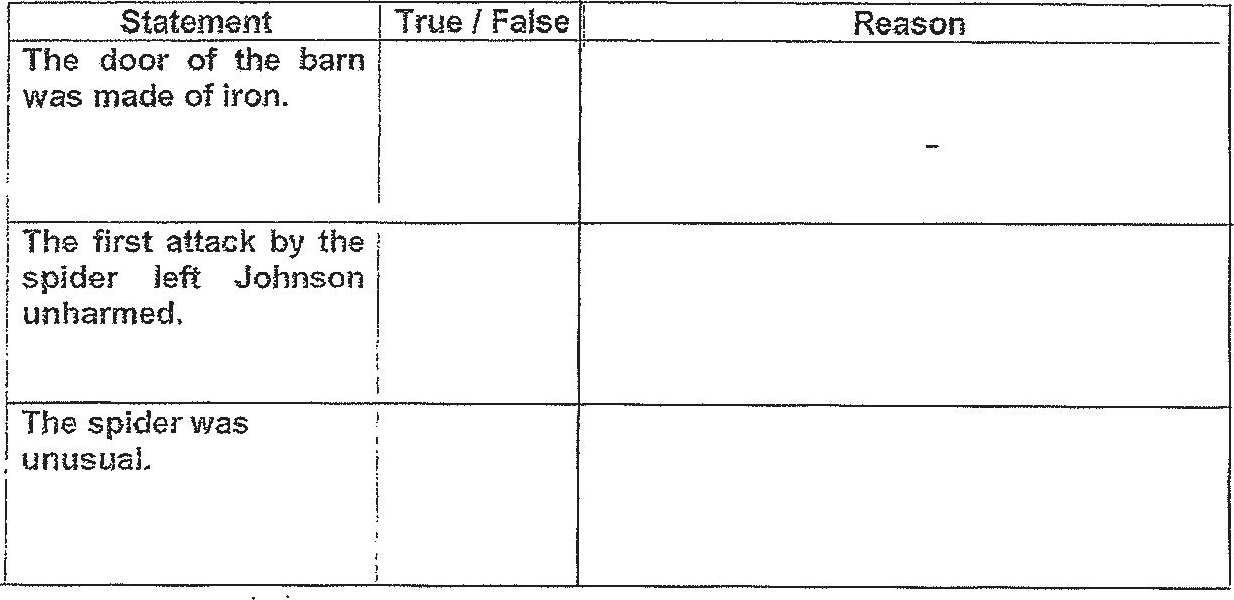 Statement True / False Reason
The door of the barn
was made of iron.
The first attack by the
spider left Johnson
unharmed.
The spider was
unusual.